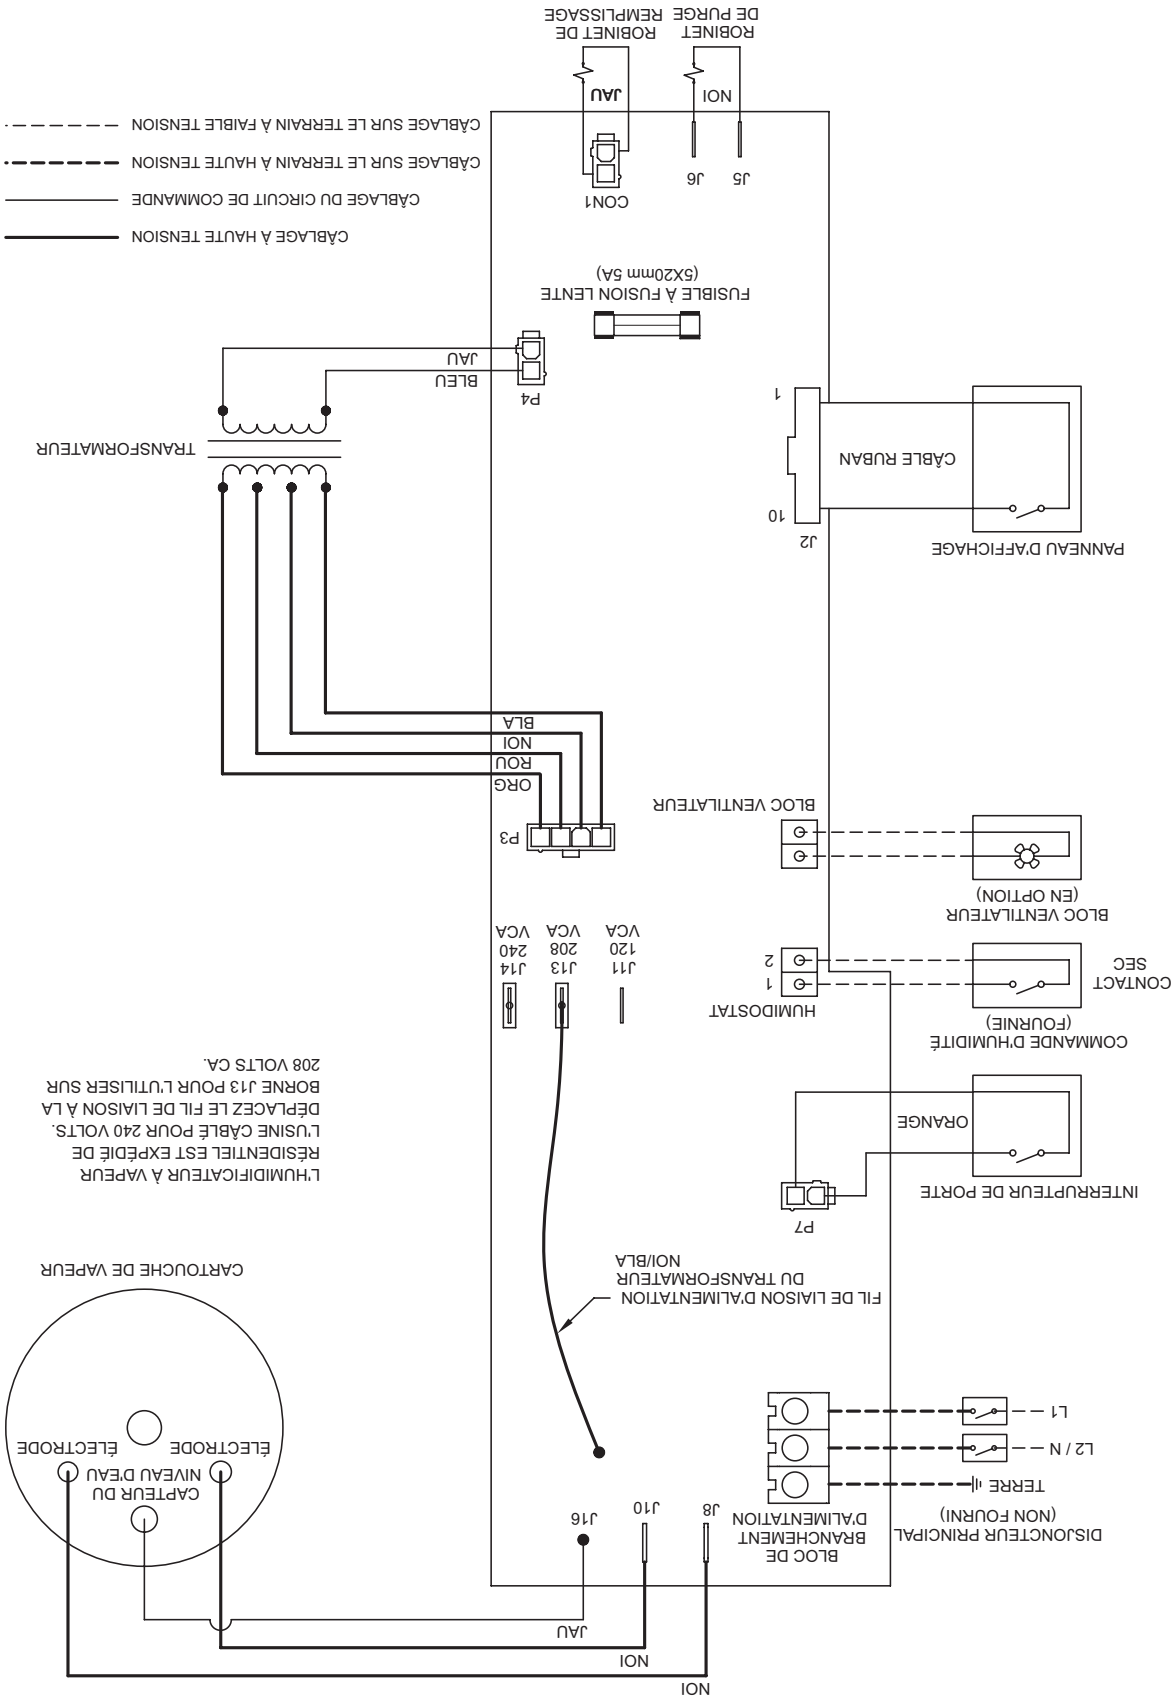 NOI
NOI
JAU
DISJONCTEUR PRINCIPAL
(NON FOURNI)
TERRE
L2 / N
L1
BLOC DE
BRANCHEMENT
D'ALIMENTATION
J8
J10
J16
CAPTEUR DU
NIVEAU D'EAU
ÉLECTRODE
ÉLECTRODE
CARTOUCHE DE VAPEUR
FIL DE LIAISON D'ALIMENTATION
DU TRANSFORMATEUR
NOI/BLA
P7
INTERRUPTEUR DE PORTE
ORANGE
L'HUMIDIFICATEUR À VAPEUR
RÉSIDENTIEL EST EXPÉDIÉ DE
L'USINE CÂBLÉ POUR 240 VOLTS.
DÉPLACEZ LE FIL DE LIAISON À LA
BORNE J13 POUR L'UTILISER SUR
208 VOLTS CA.
COMMANDE D'HUMIDITÉ
(FOURNIE)
CONTACT
SEC
HUMIDOSTAT
1
2
J11
120
VCA
J13
208
VCA
J14
240
VCA
BLOC VENTILATEUR
(EN OPTION)
BLOC VENTILATEUR
P3
ORG
ROU
NOI
BLA
PANNEAU D'AFFICHAGE
J2
10
CÂBLE RUBAN
1
TRANSFORMATEUR
P4
BLEU
JAU
FUSIBLE À FUSION LENTE
(5X20mm 5A)
CÂBLAGE À HAUTE TENSION
CÂBLAGE DU CIRCUIT DE COMMANDE
CÂBLAGE SUR LE TERRAIN À HAUTE TENSION
CÂBLAGE SUR LE TERRAIN À FAIBLE TENSION
J5
J6
CON1
NOI
JAU
ROBINET
DE PURGE
ROBINET DE
REMPLISSAGE